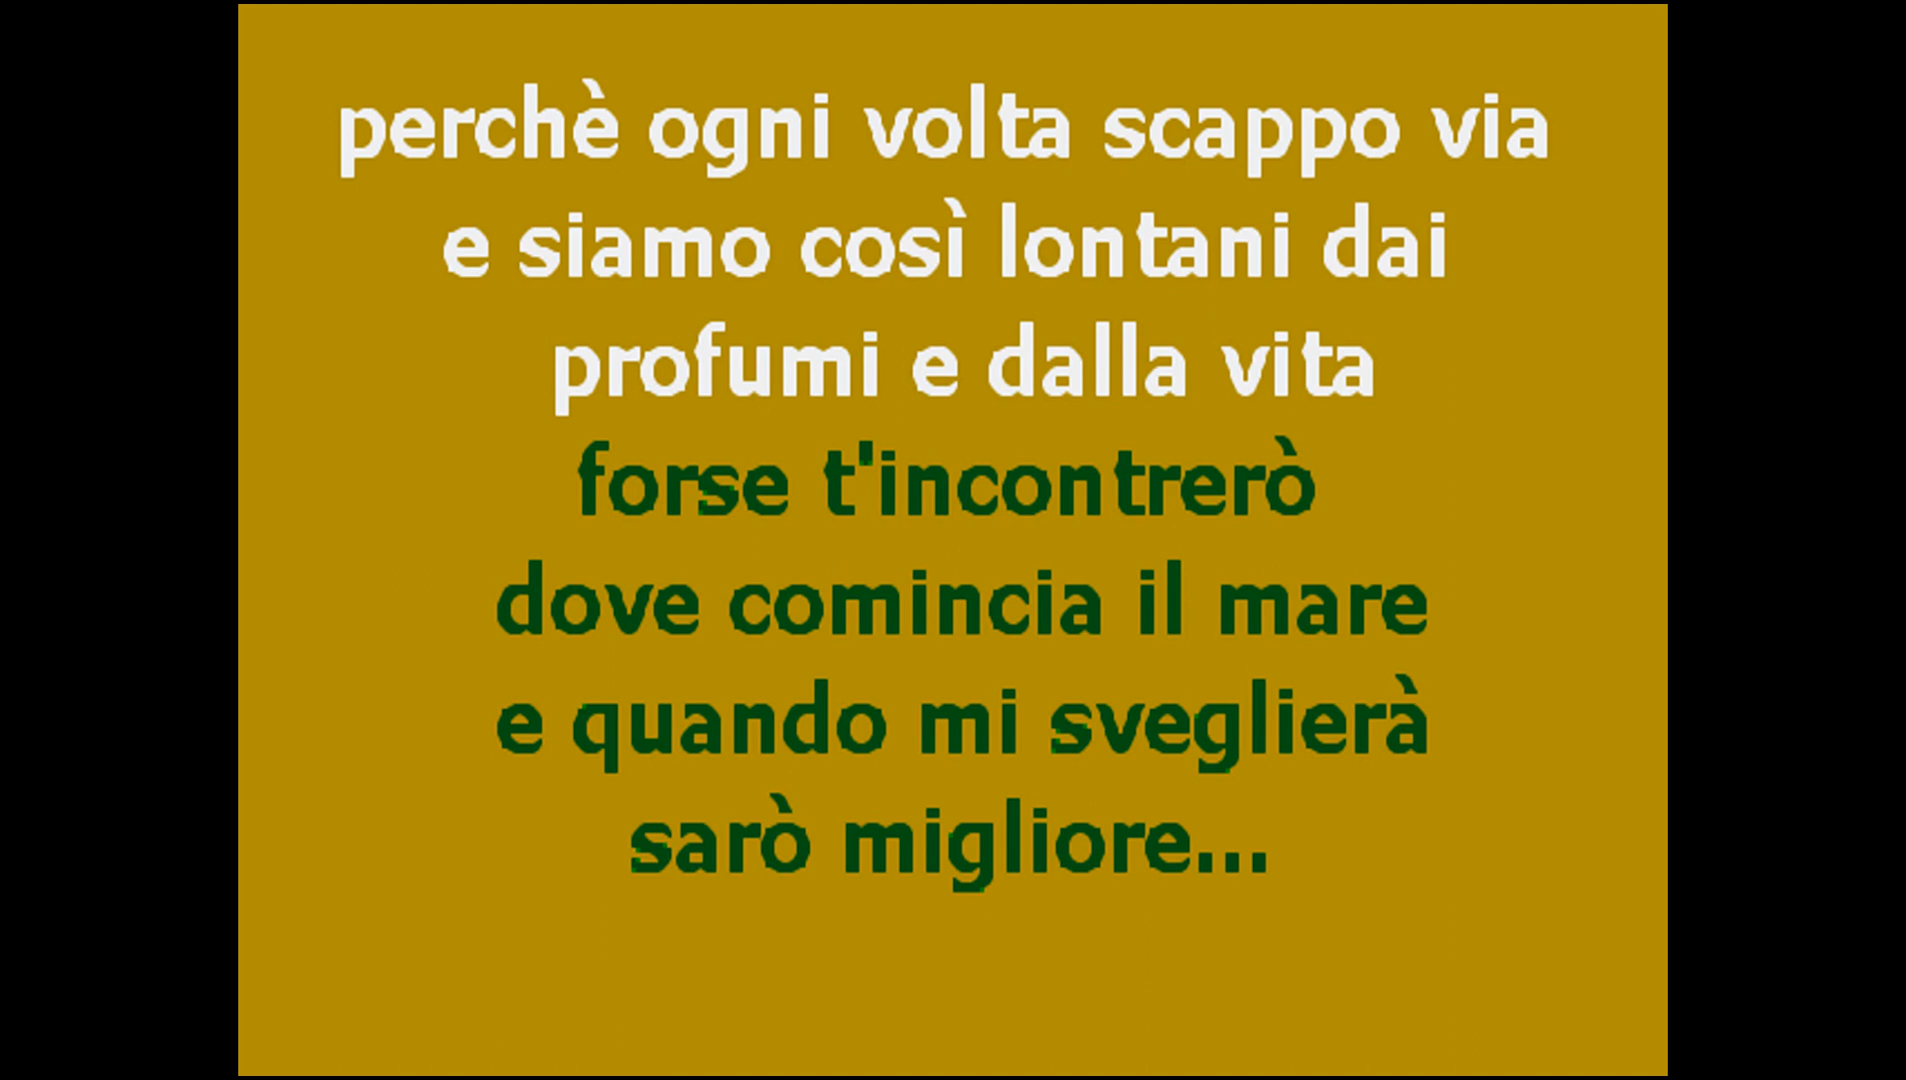 perchè ogni volta scappo via
e siamo così lontani dai
profumi e dalla vita
forse t'incontrerò
dove comincia il mare
e quando mi sveglierà
sarò migliore...